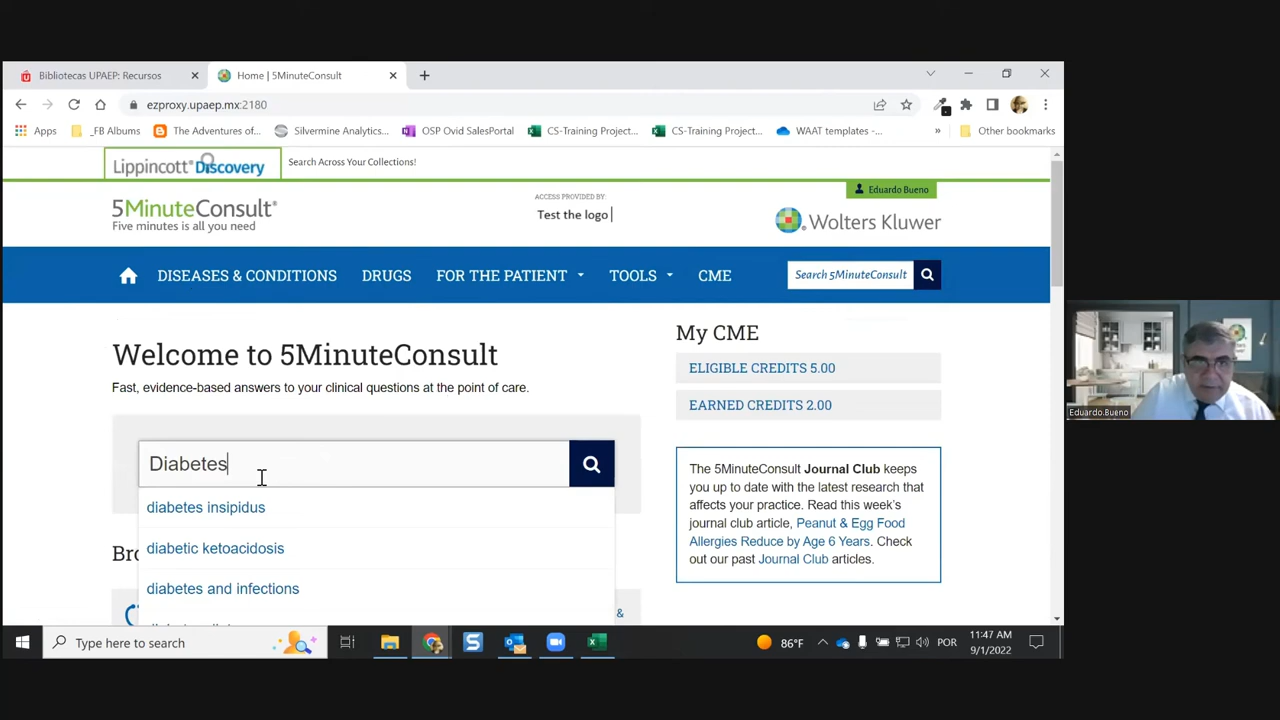 Bibliotecas UPAEP: Recursos
Home | 5MinuteConsult
ezproxy.upaep.mx:2180
Apps
_FB Albums
The Adventures of...
Silvermine Analytics...
OSP Ovid SalesPortal
CS-Training Project...
CS-Training Project...
WAAT templates -...
»
Other bookmarks
Lippincott® Discovery
Search Across Your Collections!
Eduardo Bueno
5MinuteConsult®
Five minutes is all you need
ACCESS PROVIDED BY:
Test the logo
Wolters Kluwer
DISEASES & CONDITIONS
DRUGS
FOR THE PATIENT
TOOLS
CME
Search 5MinuteConsult
Welcome to 5MinuteConsult
Fast, evidence-based answers to your clinical questions at the point of care.
Diabetes
diabetes insipidus
diabetic ketoacidosis
diabetes and infections
Bro
&
My CME
ELIGIBLE CREDITS 5.00
EARNED CREDITS 2.00
The 5MinuteConsult Journal Club keeps
you up to date with the latest research that
affects your practice. Read this week's
journal club article, Peanut & Egg Food
Allergies Reduce by Age 6 Years. Check
out our past Journal Club articles.
Eduardo.Bueno
Type here to search
86°F
POR
11:47 AM
9/1/2022